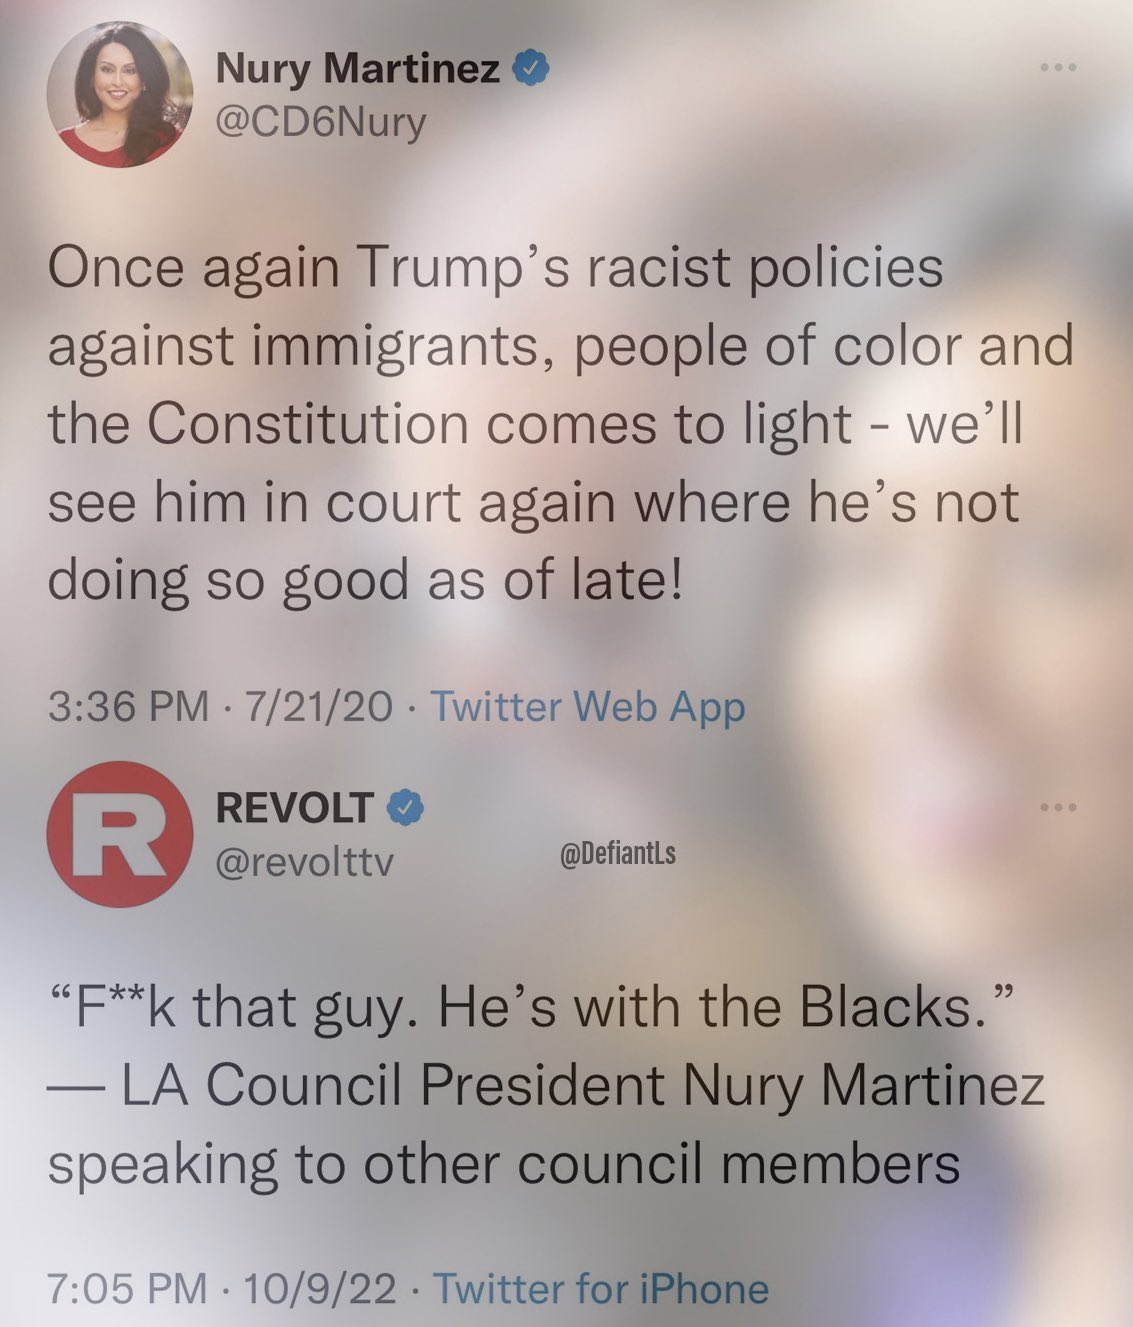 Nury Martinez
@CD6Nury
Once again Trump’s racist policies
against immigrants, people of color and
the Constitution comes to light - we’ll
see him in court again where he’s not
doing so good as of late!
3:36 PM · 7/21/20 · Twitter Web App
R
REVOLT
@revolttv
@DefiantLs
“F**k that guy. He’s with the Blacks.”
— LA Council President Nury Martinez
speaking to other council members
7:05 PM · 10/9/22 · Twitter for iPhone